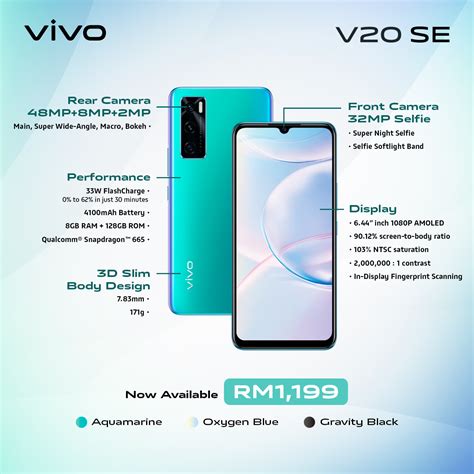 vivo
V20 SE
Rear Camera
48MP+8MP+2MP
Main, Super Wide-Angle, Macro, Bokeh •
Front Camera
32MP Selfie
• Super Night Selfie
• Selfie Softlight Band
Performance
33W FlashCharge •
0% to 62% in just 30 minutes
4100mAh Battery •
8GB RAM + 128GB ROM •
Qualcomm® Snapdragon™ 665 •
Display
• 6.44" inch 1080P AMOLED
• 90.12% screen-to-body ratio
• 103% NTSC saturation
• 2,000,000 : 1 contrast
• In-Display Fingerprint Scanning
3D Slim
Body Design
7.83mm •
171g •
vivo
Now Available RM1,199
Aquamarine Oxygen Blue Gravity Black